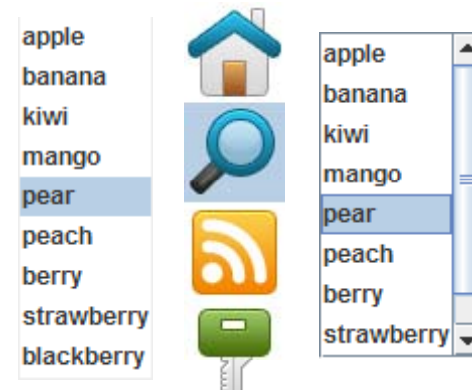 apple
banana
kiwi
mango
pear
peach
berry
strawberry
blackberry
apple
banana
kiwi
mango
pear
peach
berry
strawberry